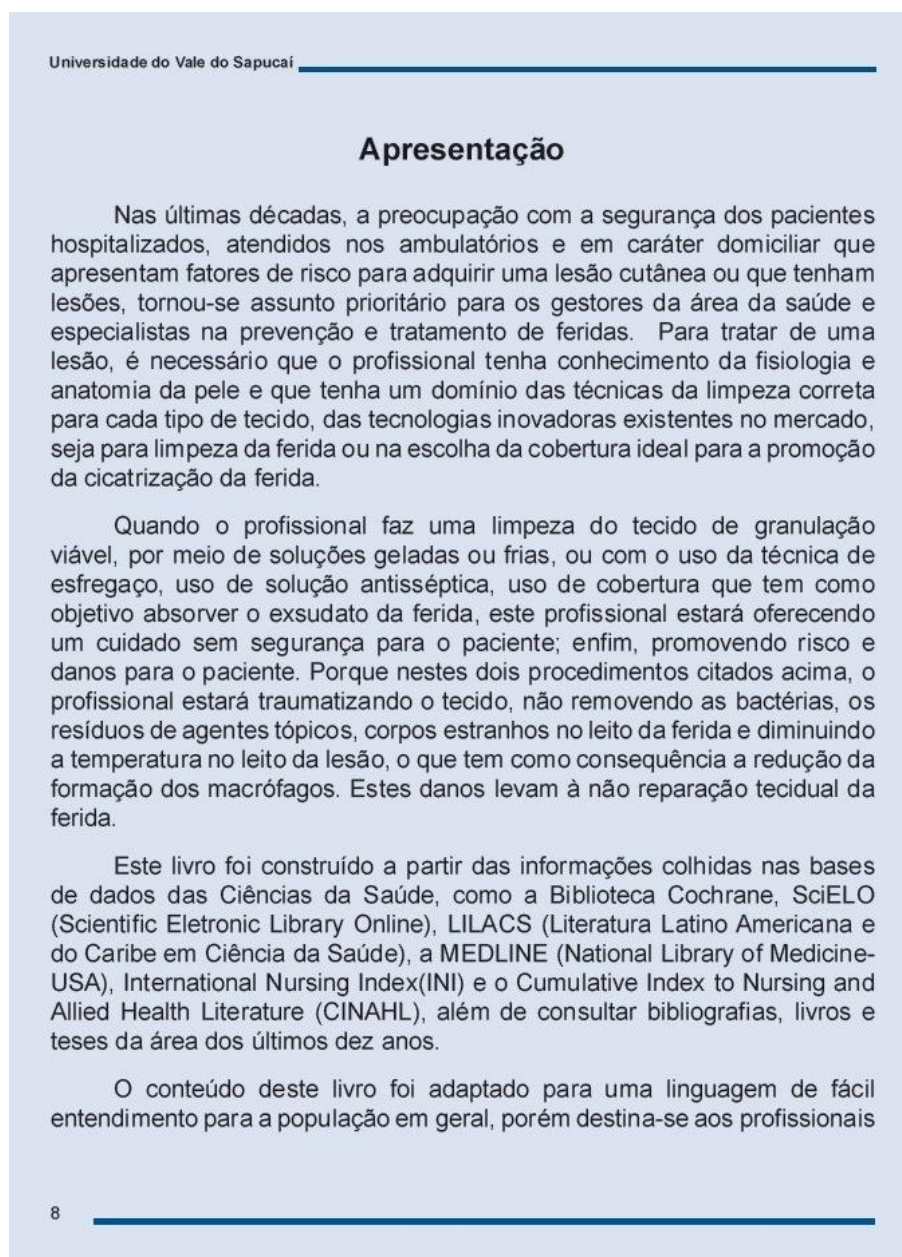 Universidade do Vale do Sapucaí
Apresentação
Nas últimas décadas, a preocupação com a segurança dos pacientes
hospitalizados, atendidos nos ambulatórios e em caráter domiciliar que
apresentam fatores de risco para adquirir uma lesão cutânea ou que tenham
lesões, tornou-se assunto prioritário para os gestores da área da saúde e
especialistas na prevenção e tratamento de feridas. Para tratar de uma
lesão, é necessário que o profissional tenha conhecimento da fisiologia e
anatomia da pele e que tenha um domínio das técnicas da limpeza correta
para cada tipo de tecido, das tecnologias inovadoras existentes no mercado,
seja para limpeza da ferida ou na escolha da cobertura ideal para a promoção
da cicatrização da ferida.
Quando o profissional faz uma limpeza do tecido de granulação
viável, por meio de soluções geladas ou frias, ou com o uso da técnica de
esfregaço, uso de solução antisséptica, uso de cobertura que tem como
objetivo absorver o exsudato da ferida, este profissional estará oferecendo
um cuidado sem segurança para o paciente; enfim, promovendo risco e
danos para o paciente. Porque nestes dois procedimentos citados acima, o
profissional estará traumatizando o tecido, não removendo as bactérias, os
resíduos de agentes tópicos, corpos estranhos no leito da ferida e diminuindo
a temperatura no leito da lesão, o que tem como consequência a redução da
formação dos macrófagos. Estes danos levam à não reparação tecidual da
ferida.
Este livro foi construído a partir das informações colhidas nas bases
de dados das Ciências da Saúde, como a Biblioteca Cochrane, SciELO
(Scientific Eletronic Library Online), LILACS (Literatura Latino Americana e
do Caribe em Ciência da Saúde), a MEDLINE (National Library of Medicine-
USA), International Nursing Index(INI) e o Cumulative Index to Nursing and
Allied Health Literature (CINAHL), além de consultar bibliografias, livros e
teses da área dos últimos dez anos.
O conteúdo deste livro foi adaptado para uma linguagem de fácil
entendimento para a população em geral, porém destina-se aos profissionais
8